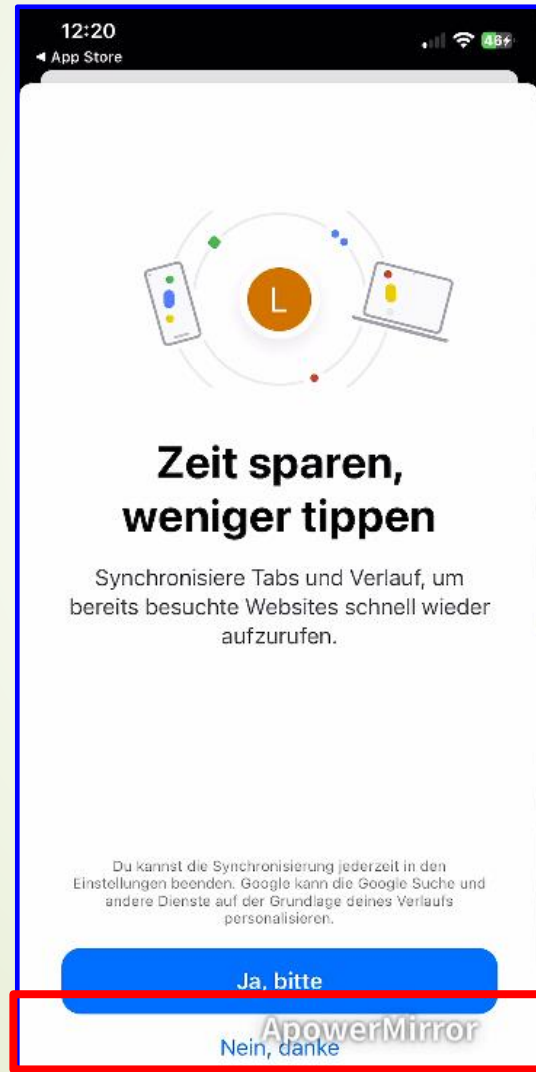 12:20
App Store
46
L
Zeit sparen,
weniger tippen
Synchronisiere Tabs und Verlauf, um
bereits besuchte Websites schnell wieder
aufzurufen.
Du kannst die Synchronisierung jederzeit in den
Einstellungen beenden. Google kann die Google Suche und
andere Dienste auf der Grundlage deines Verlaufs
personalisieren.
Ja, bitte
ApowerMirror
Nein, danke